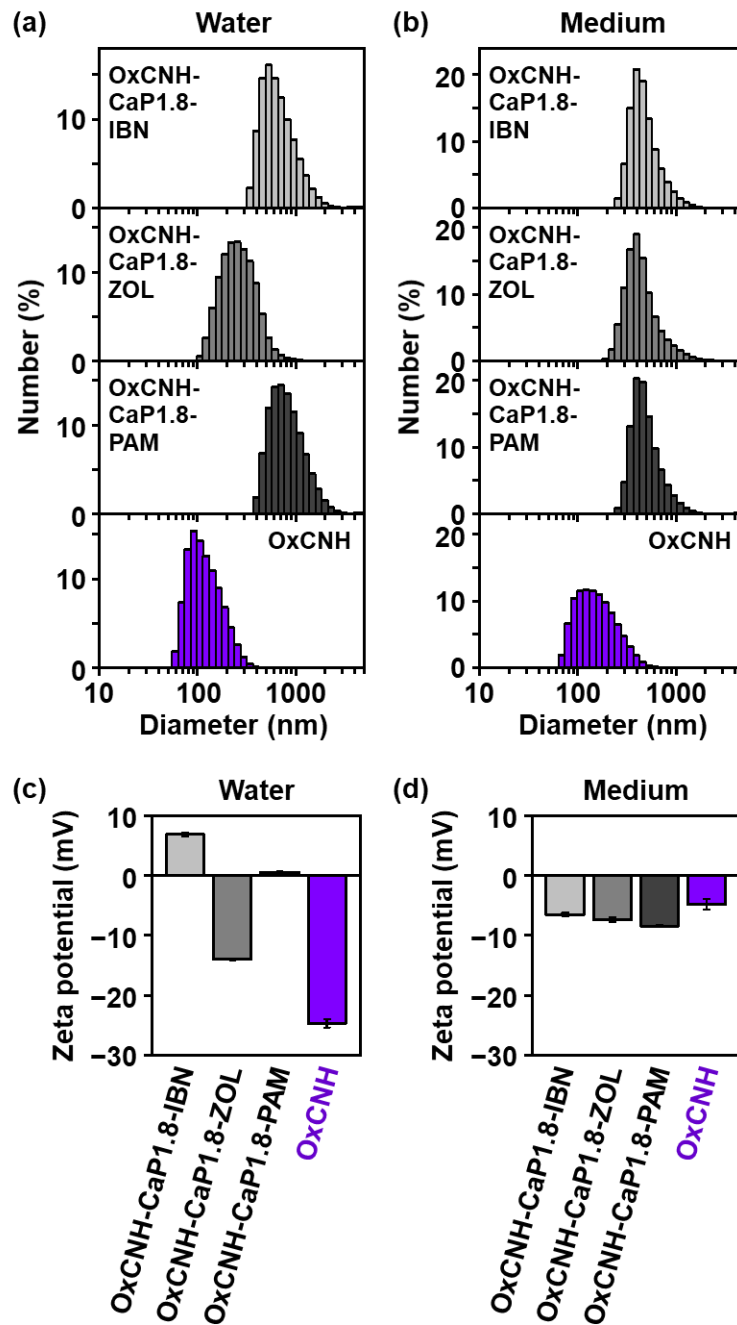 (a) Water
(b) Medium
Number (%)
OxCNH-
CaP1.8-
IBN
10
0
OxCNH-
CaP1.8-
ZOL
10
0
OxCNH-
CaP1.8-
PAM
10
0
OxCNH
10
0
10 100 1000
Diameter (nm)
Number (%)
OxCNH-
CaP1.8-
IBN
20
10
0
OxCNH-
CaP1.8-
ZOL
20
10
0
OxCNH-
CaP1.8-
PAM
20
10
0
OxCNH
20
10
0
10 100 1000
Diameter (nm)
(c) Water
Zeta potential (mV)
10
0
−10
−20
−30
OxCNH-CaP1.8-IBN
OxCNH-CaP1.8-ZOL
OxCNH-CaP1.8-PAM
OxCNH
(d) Medium
Zeta potential (mV)
10
0
−10
−20
−30
OxCNH-CaP1.8-IBN
OxCNH-CaP1.8-ZOL
OxCNH-CaP1.8-PAM
OxCNH